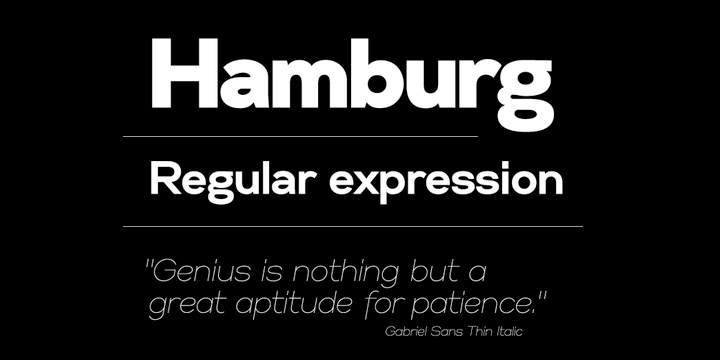 Hamburg
Regular expression
"Genius is nothing but a
great aptitude for patience."
Gabriel Sans Thin Italic